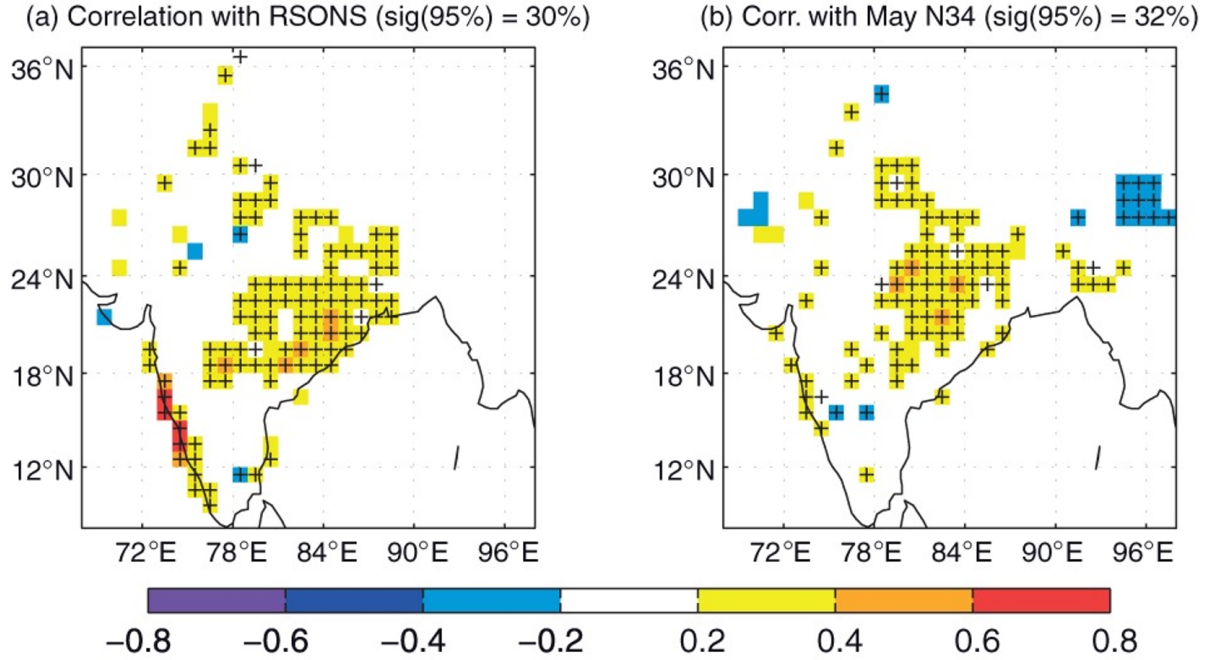 (a) Correlation with RSONS (sig(95%) = 30%)
(b) Corr. with May N34 (sig(95%) = 32%)
36°N
30°N
24°N
18°N
12°N
72°E 78°E 84°E 90°E 96°E
36°N
30°N
24°N
18°N
12°N
72°E 78°E 84°E 90°E 96°E
−0.8 −0.6 −0.4 −0.2 0.2 0.4 0.6 0.8